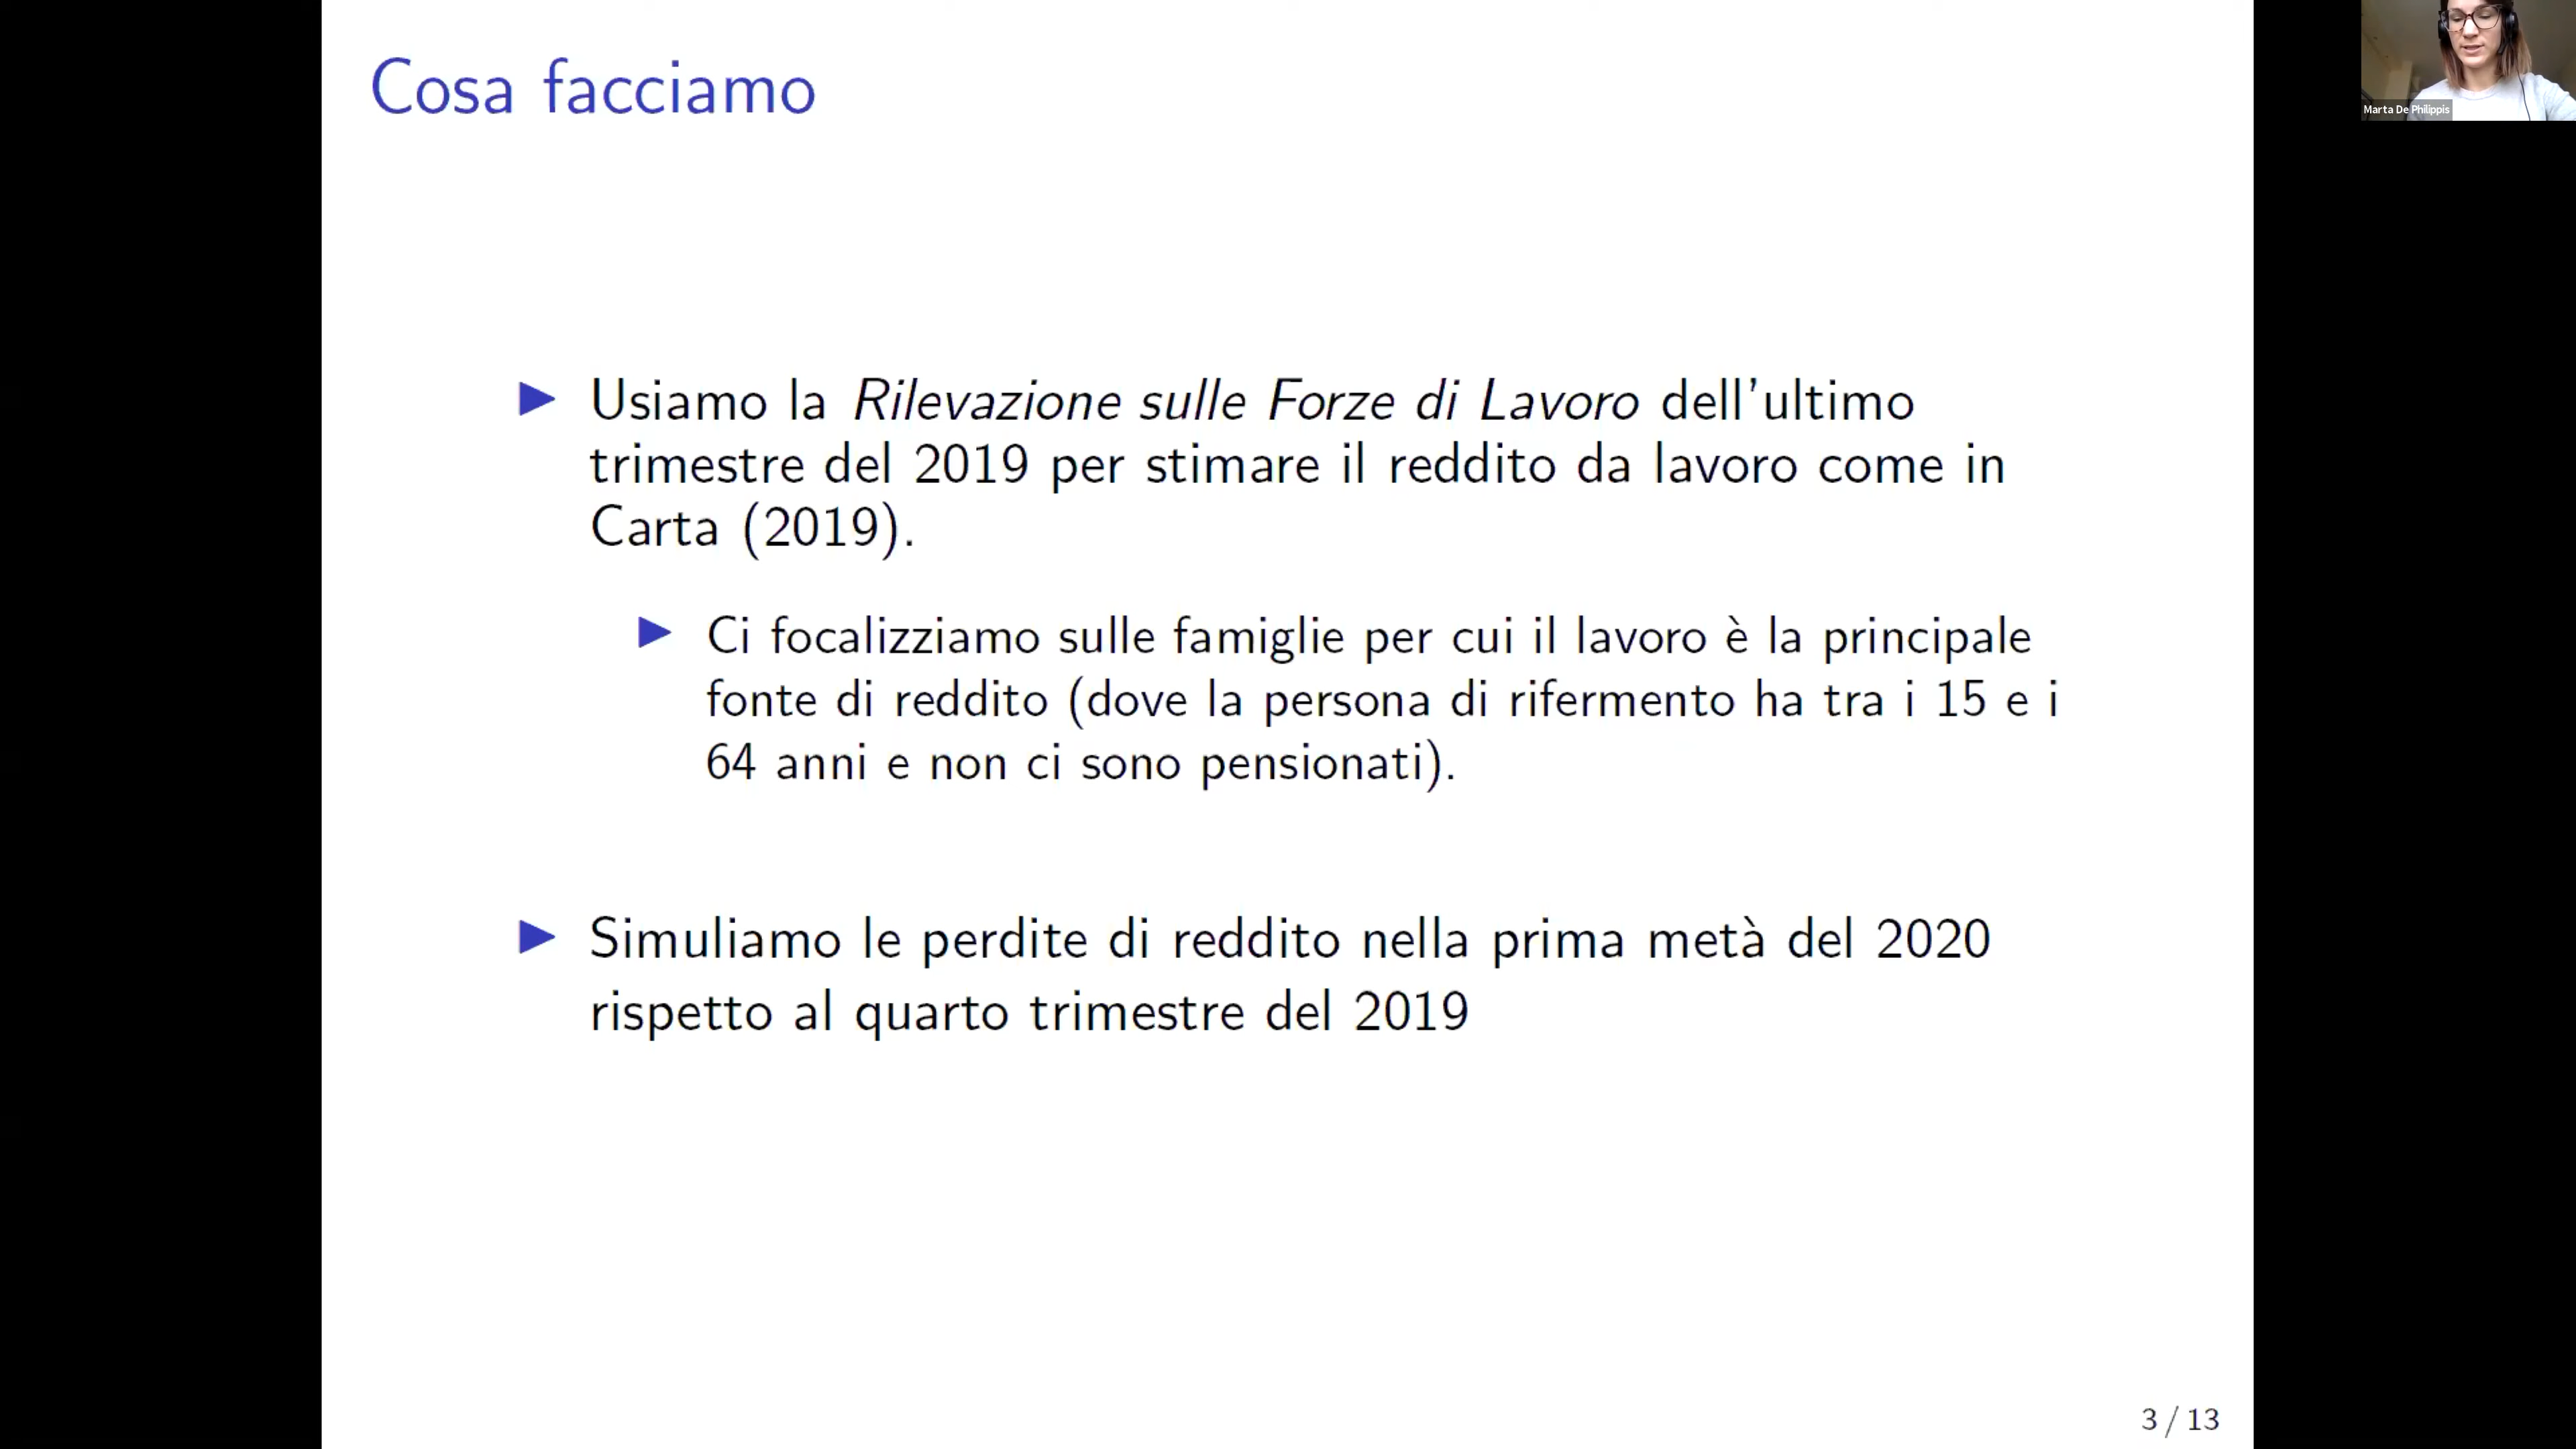 Cosa facciamo
Marta De Philippis
Usiamo la Rilevazione sulle Forze di Lavoro dell'ultimo
trimestre del 2019 per stimare il reddito da lavoro come in
Carta (2019).
Ci focalizziamo sulle famiglie per cui il lavoro è la principale
fonte di reddito (dove la persona di rifermento ha tra i 15 e i
64 anni e non ci sono pensionati).
Simuliamo le perdite di reddito nella prima metà del 2020
rispetto al quarto trimestre del 2019
3 / 13